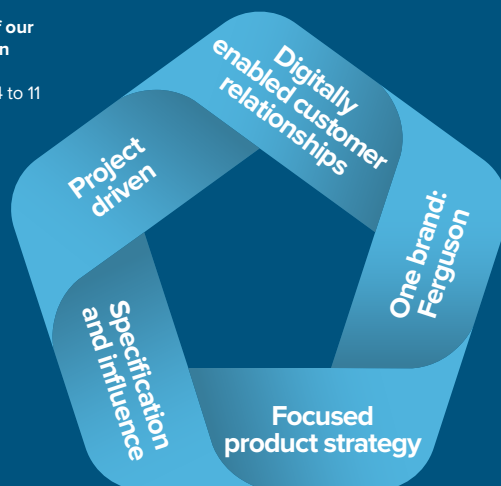 our
4 to 11
Digitally
enabled customer
relationships
Project
driven
One brand:
Ferguson
Specification
and influence
Focused
product strategy